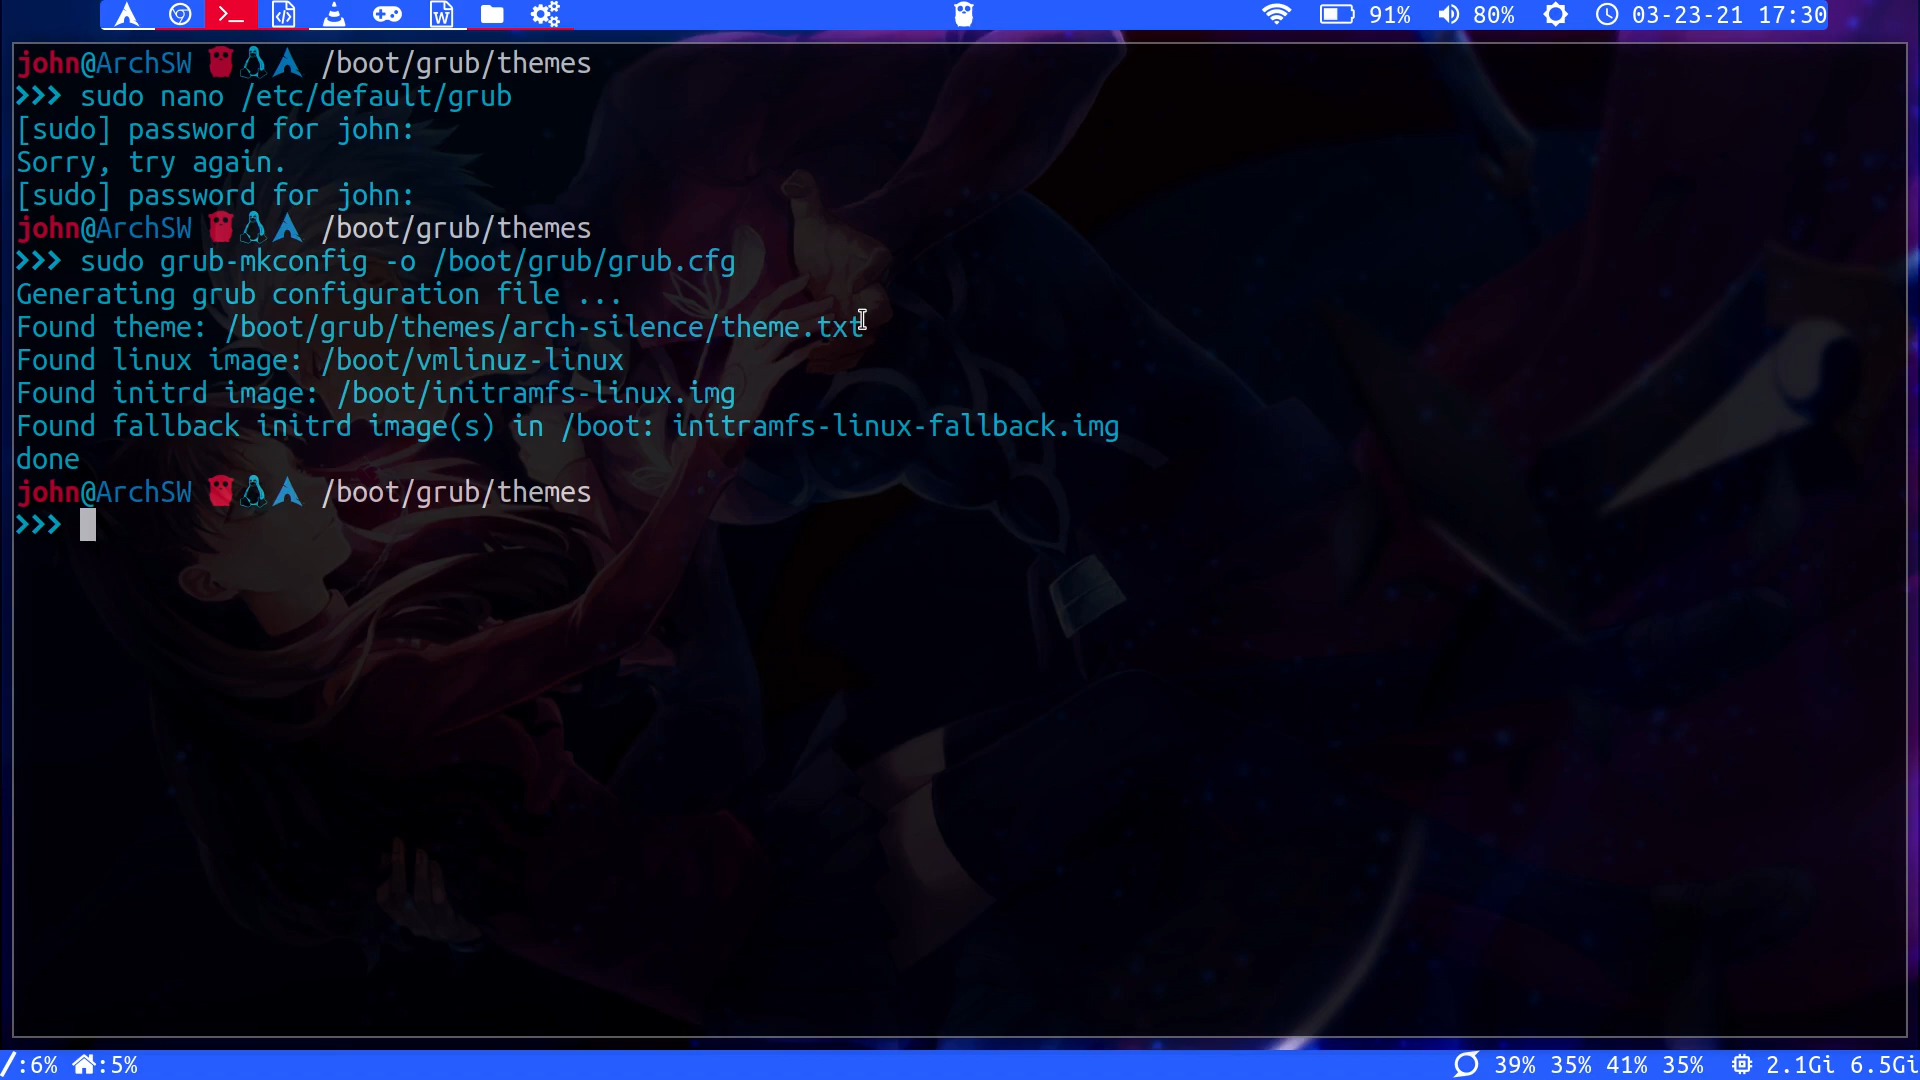 91% 80% 03-23-21 17:30
john@ArchSW /boot/grub/themes
>>> sudo nano /etc/default/grub
[sudo] password for john:
Sorry, try again.
[sudo] password for john:
john@ArchSW /boot/grub/themes
>>> sudo grub-mkconfig -o /boot/grub/grub.cfg
Generating grub configuration file ...
Found theme: /boot/grub/themes/arch-silence/theme.txt
Found linux image: /boot/vmlinuz-linux
Found initrd image: /boot/initramfs-linux.img
Found fallback initrd image(s) in /boot: initramfs-linux-fallback.img
done
john@ArchSW /boot/grub/themes
>>>
/:6% :5% 39% 35% 41% 35% 2.1Gi 6.5Gi